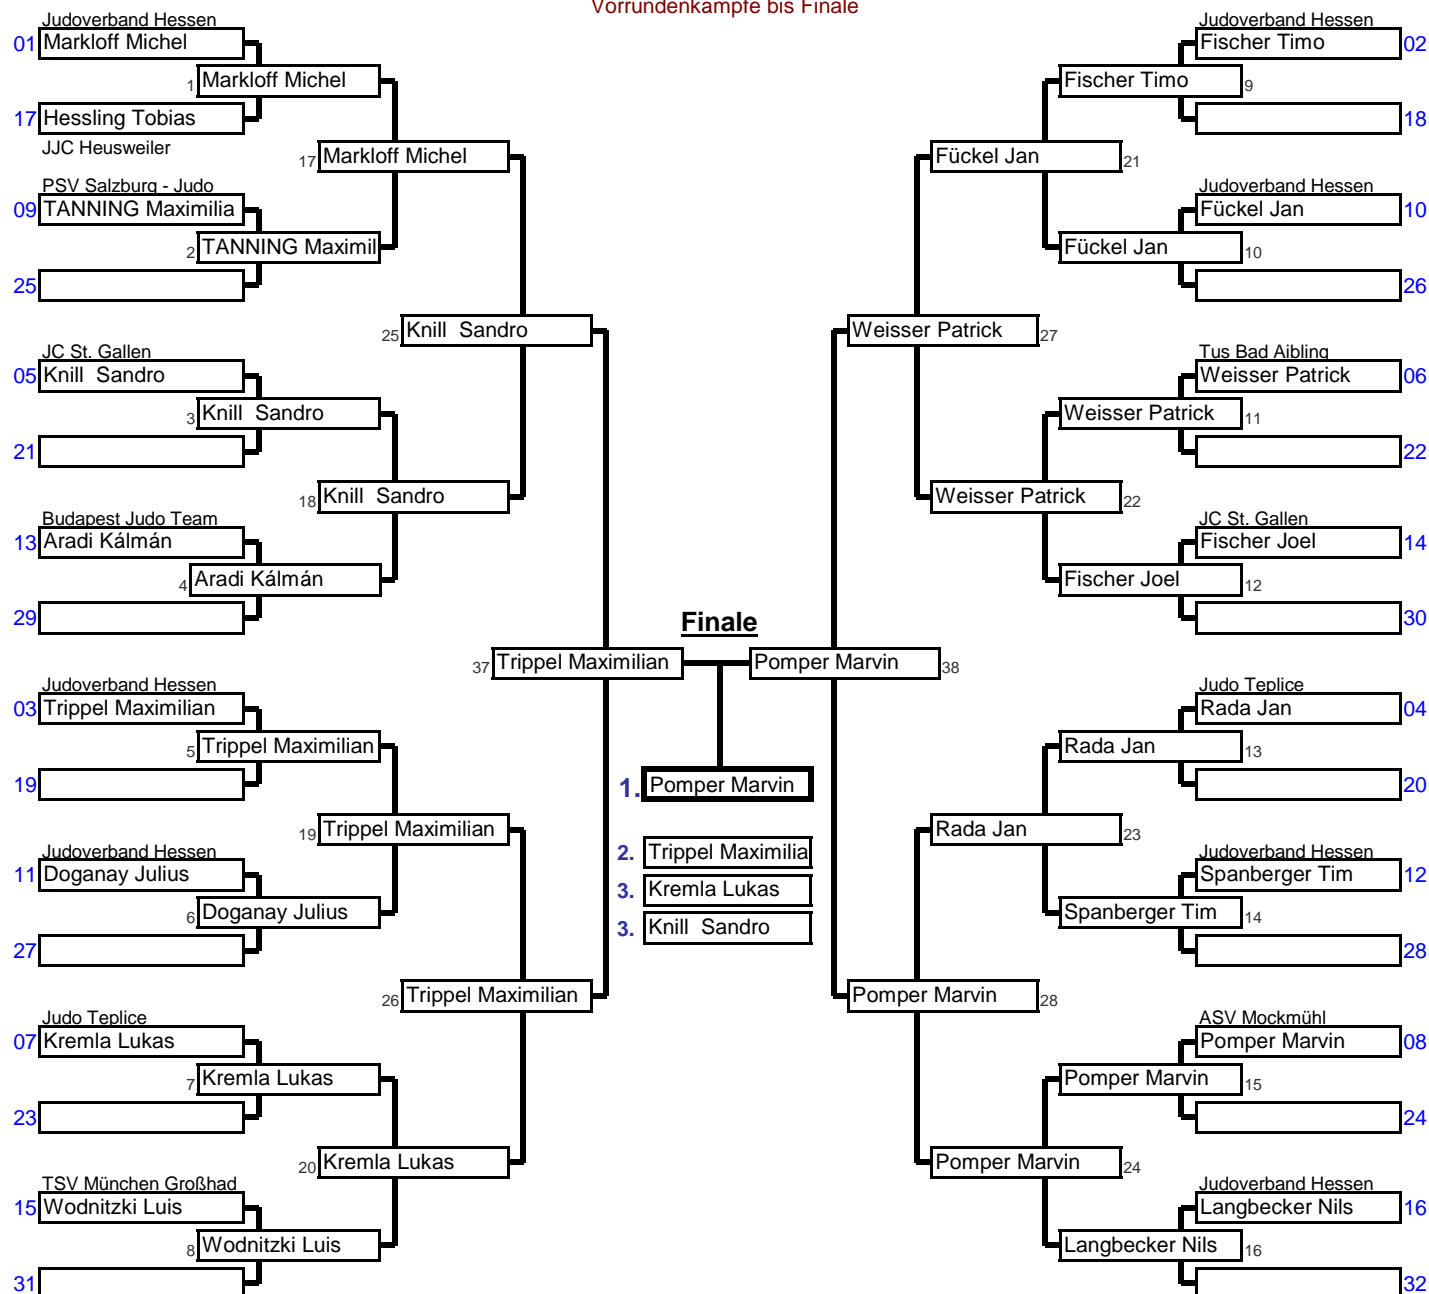 Vorrundenkämpfe bis Finale
Judoverband Hessen
01 Markloff Michel
1 Markloff Michel
17 Hessling Tobias
JJC Heusweiler
17 Markloff Michel
PSV Salzburg - Judo
09 TANNING Maximilia
2 TANNING Maximil
25
25 Knill Sandro
JC St. Gallen
05 Knill Sandro
3 Knill Sandro
21
18 Knill Sandro
Budapest Judo Team
13 Aradi Kálmán
4 Aradi Kálmán
29
37 Trippel Maximilian
Judoverband Hessen
03 Trippel Maximilian
5 Trippel Maximilian
19
19 Trippel Maximilian
Judoverband Hessen
11 Doganay Julius
6 Doganay Julius
27
26 Trippel Maximilian
Judo Teplice
07 Kremla Lukas
7 Kremla Lukas
23
20 Kremla Lukas
TSV München Großhad
15 Wodnitzki Luis
8 Wodnitzki Luis
31
Finale
1. Pomper Marvin
2. Trippel Maximilia
3. Kremla Lukas
3. Knill Sandro
Judoverband Hessen
Fischer Timo 02
Fischer Timo 9
18
Fückel Jan 21
Judoverband Hessen
Fückel Jan 10
Fückel Jan 10
26
Weisser Patrick 27
Tus Bad Aibling
Weisser Patrick 06
Weisser Patrick 11
22
Weisser Patrick 22
JC St. Gallen
Fischer Joel 14
Fischer Joel 12
30
Pomper Marvin 38
Judo Teplice
Rada Jan 04
Rada Jan 13
20
Rada Jan 23
Judoverband Hessen
Spanberger Tim 12
Spanberger Tim 14
28
Pomper Marvin 28
ASV Mockmühl
Pomper Marvin 08
Pomper Marvin 15
24
Pomper Marvin 24
Judoverband Hessen
Langbecker Nils 16
Langbecker Nils 16
32